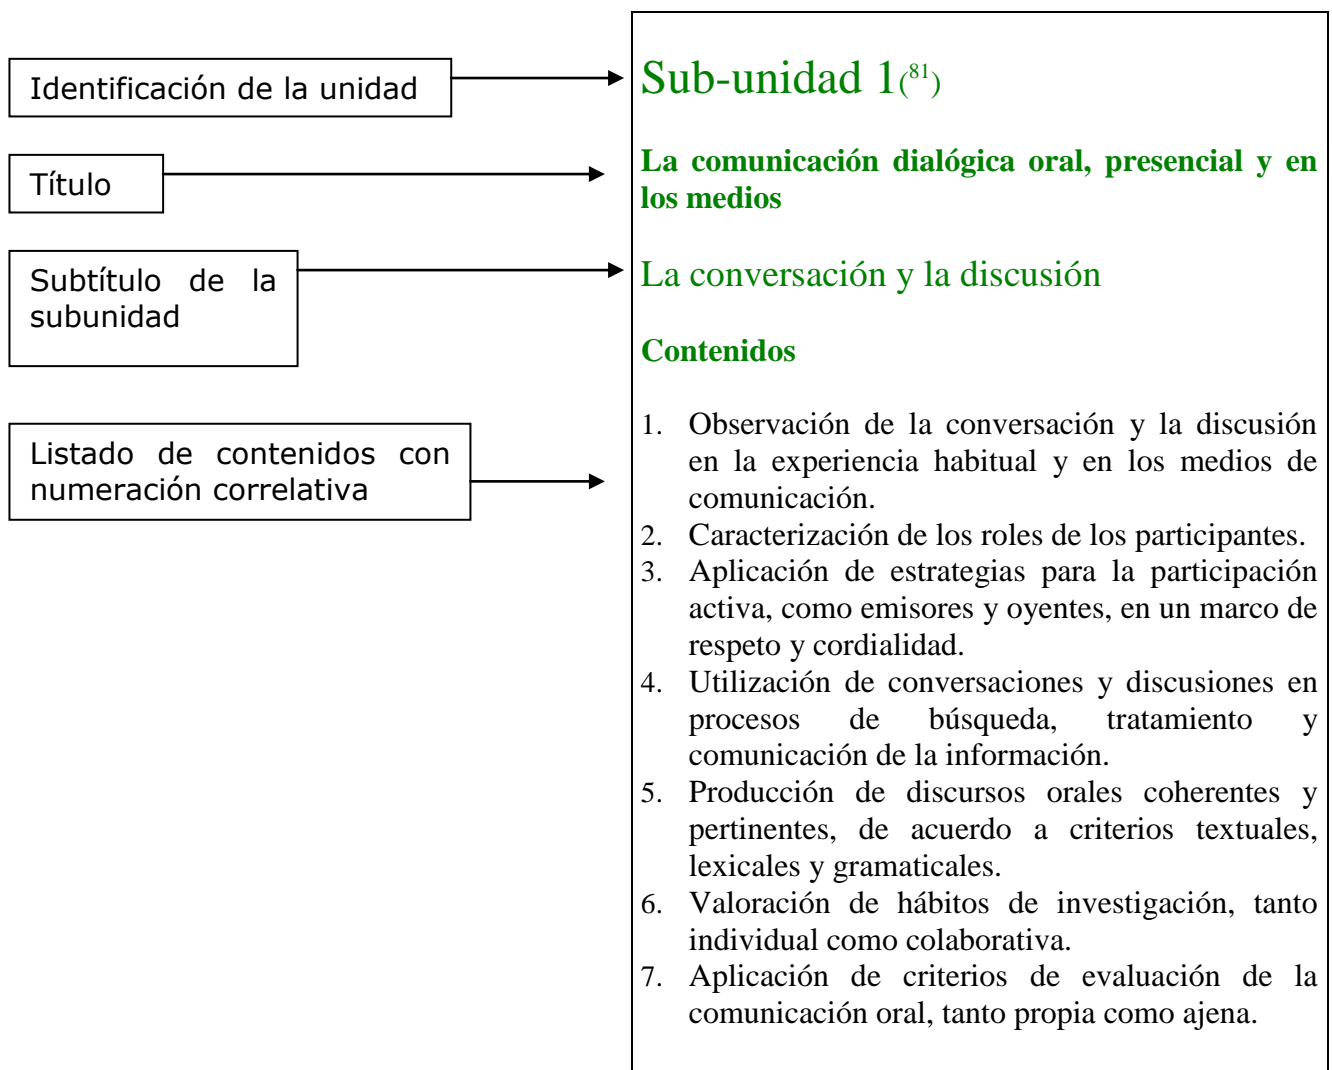 Identificación de la unidad
Sub-unidad 1(81)
Título
La comunicación dialógica oral, presencial y en
los medios
Subtítulo de la
subunidad
La conversación y la discusión
Contenidos
Listado de contenidos con
numeración correlativa
1. Observación de la conversación y la discusión
en la experiencia habitual y en los medios de
comunicación.
2. Caracterización de los roles de los participantes.
3. Aplicación de estrategias para la participación
activa, como emisores y oyentes, en un marco de
respeto y cordialidad.
4. Utilización de conversaciones y discusiones en
procesos de búsqueda, tratamiento y
comunicación de la información.
5. Producción de discursos orales coherentes y
pertinentes, de acuerdo a criterios textuales,
lexicales y gramaticales.
6. Valoración de hábitos de investigación, tanto
individual como colaborativa.
7. Aplicación de criterios de evaluación de la
comunicación oral, tanto propia como ajena.